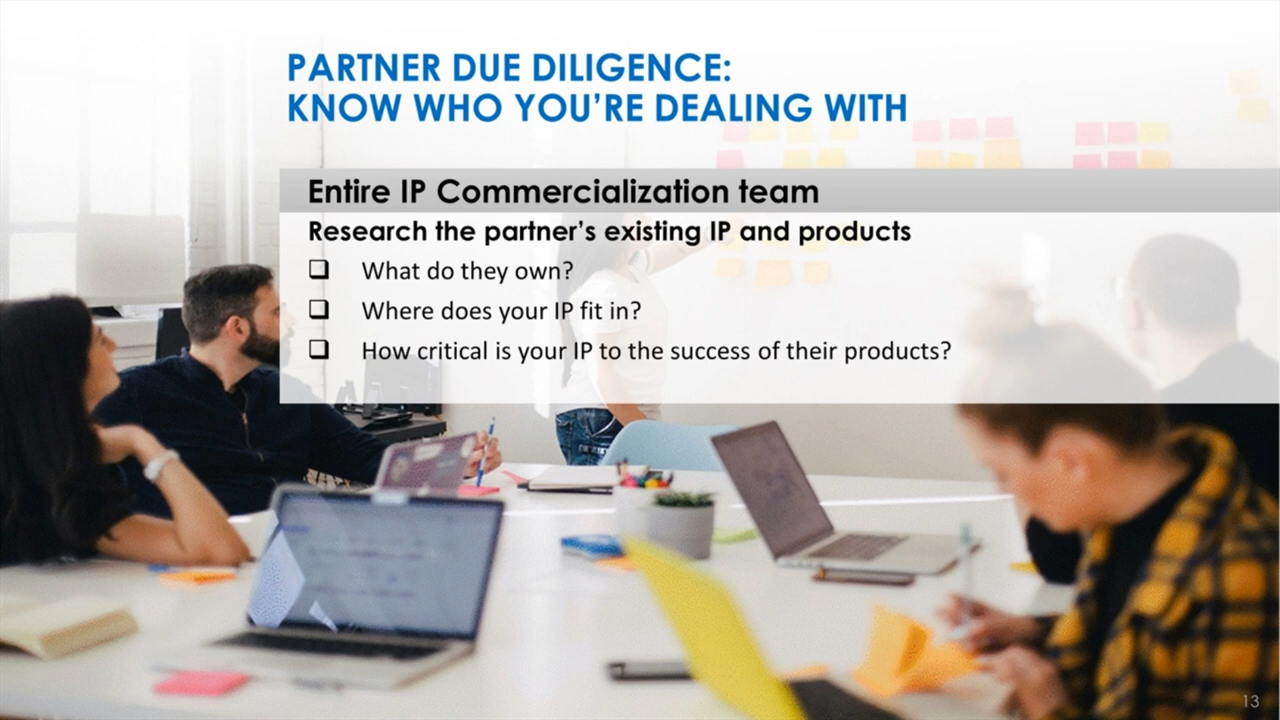 PARTNER DUE DILIGENCE:
KNOW WHO YOU'RE DEALING WITH
Entire IP Commercialization team
Research the partner's existing IP and products
❑ What do they own?
❑ Where does your IP fit in?
❑ How critical is your IP to the success of their products?
13